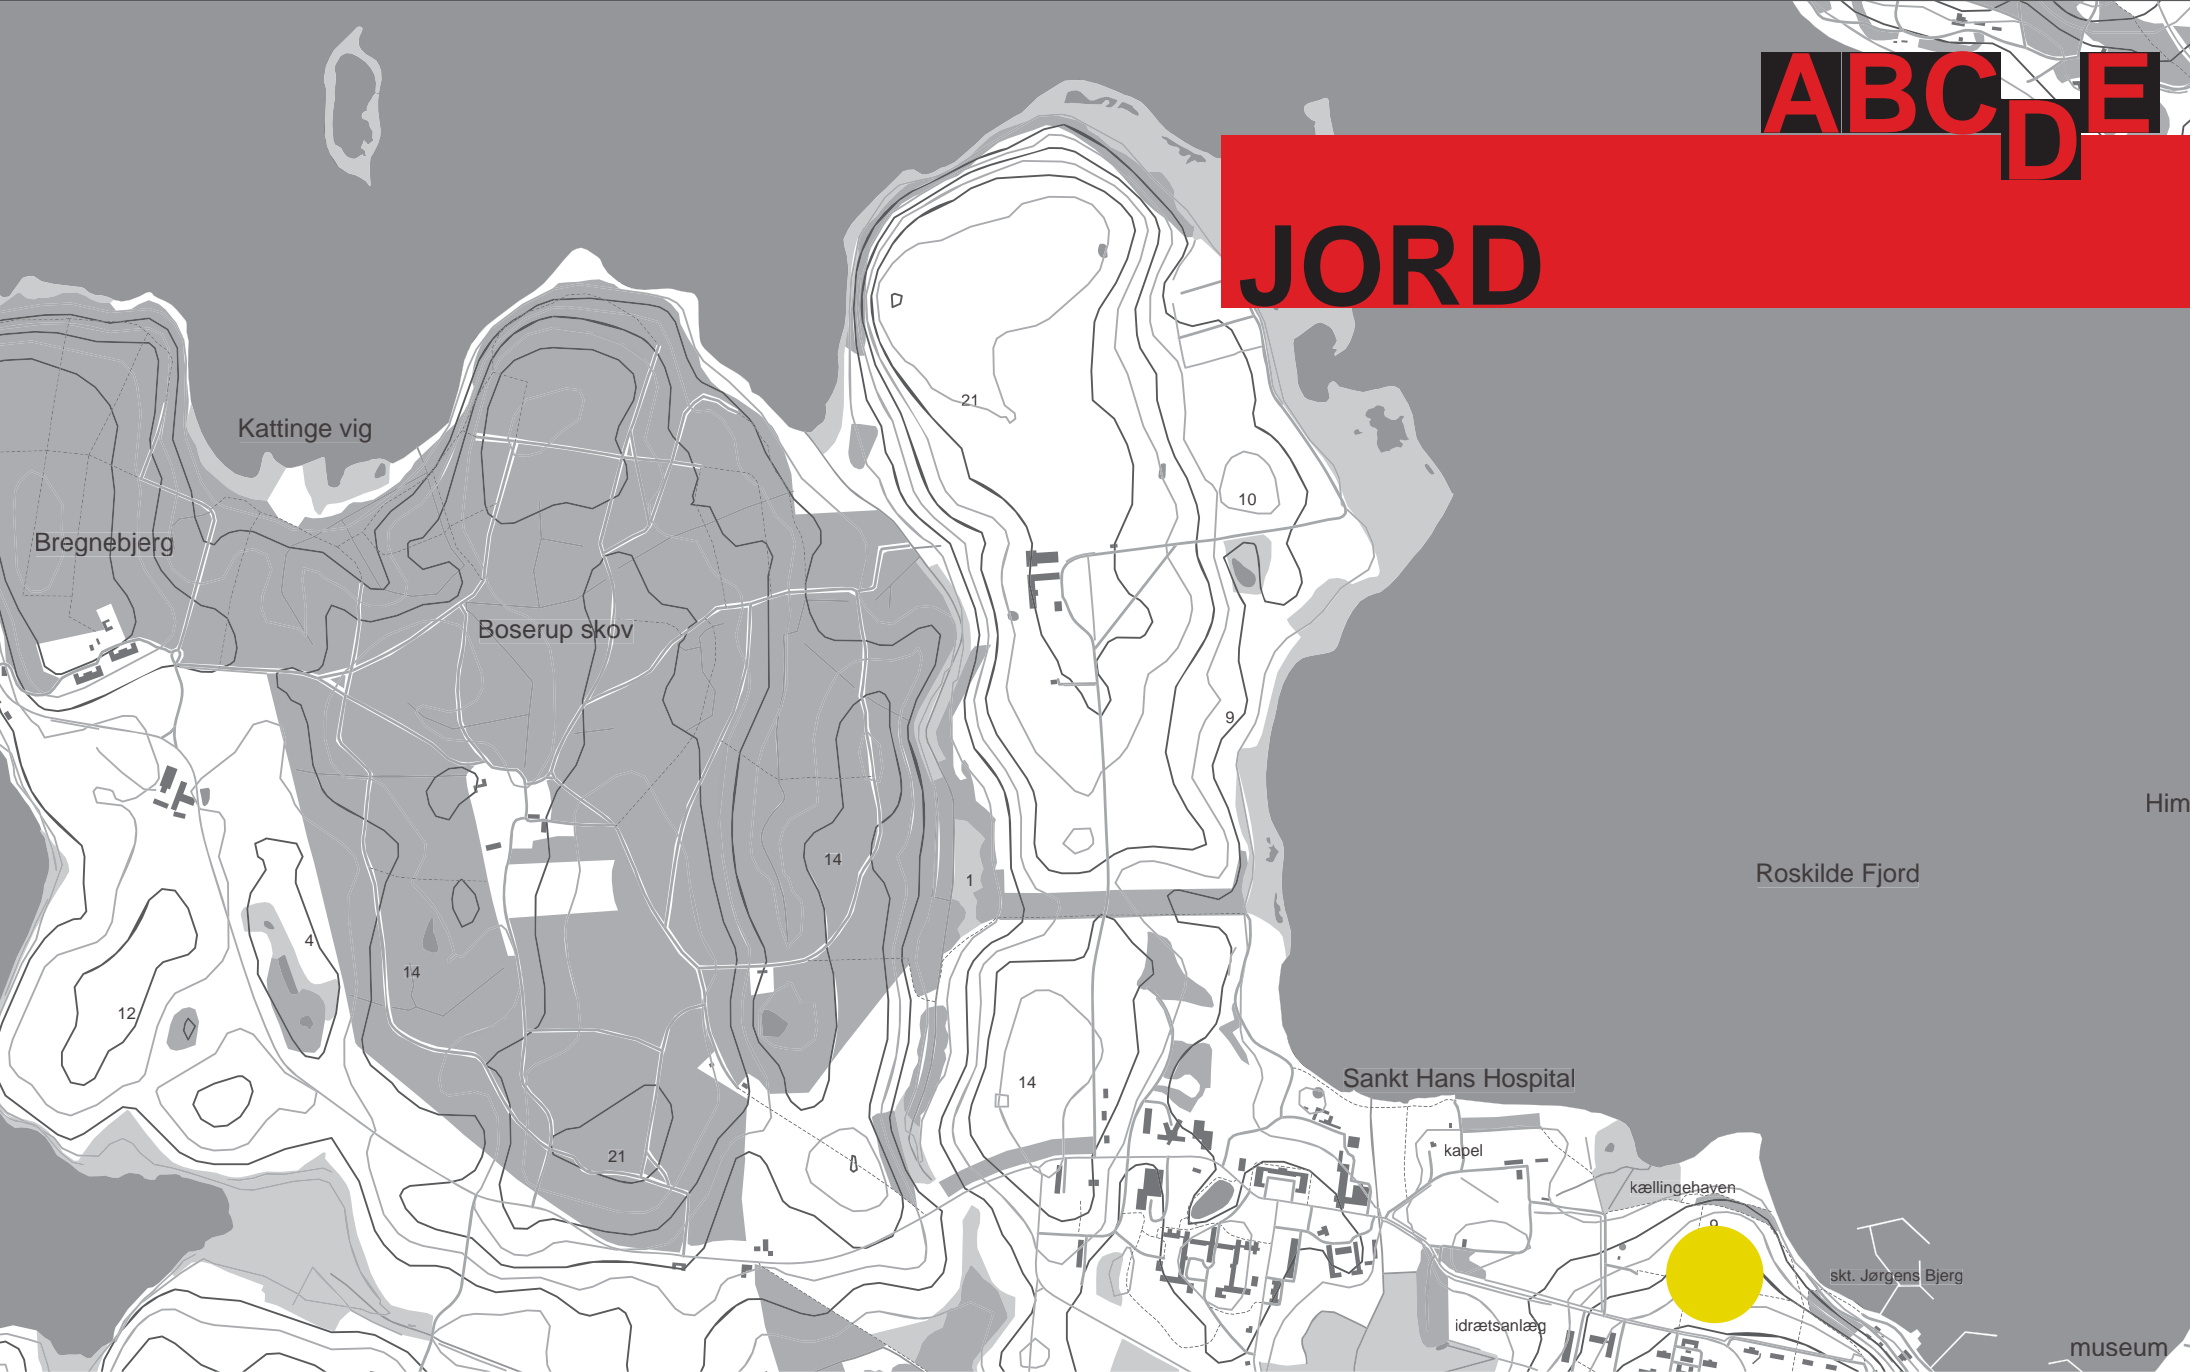 ABCDE
JORD
21
Kattinge vig
10
Bregnebjerg
Boserup skov
9
Him
14
Roskilde Fjord
1
4
14
12
Sankt Hans Hospital
14
kapel
21
kællingehaven
skt. Jørgens Bjerg
idrætsanlæg
museum